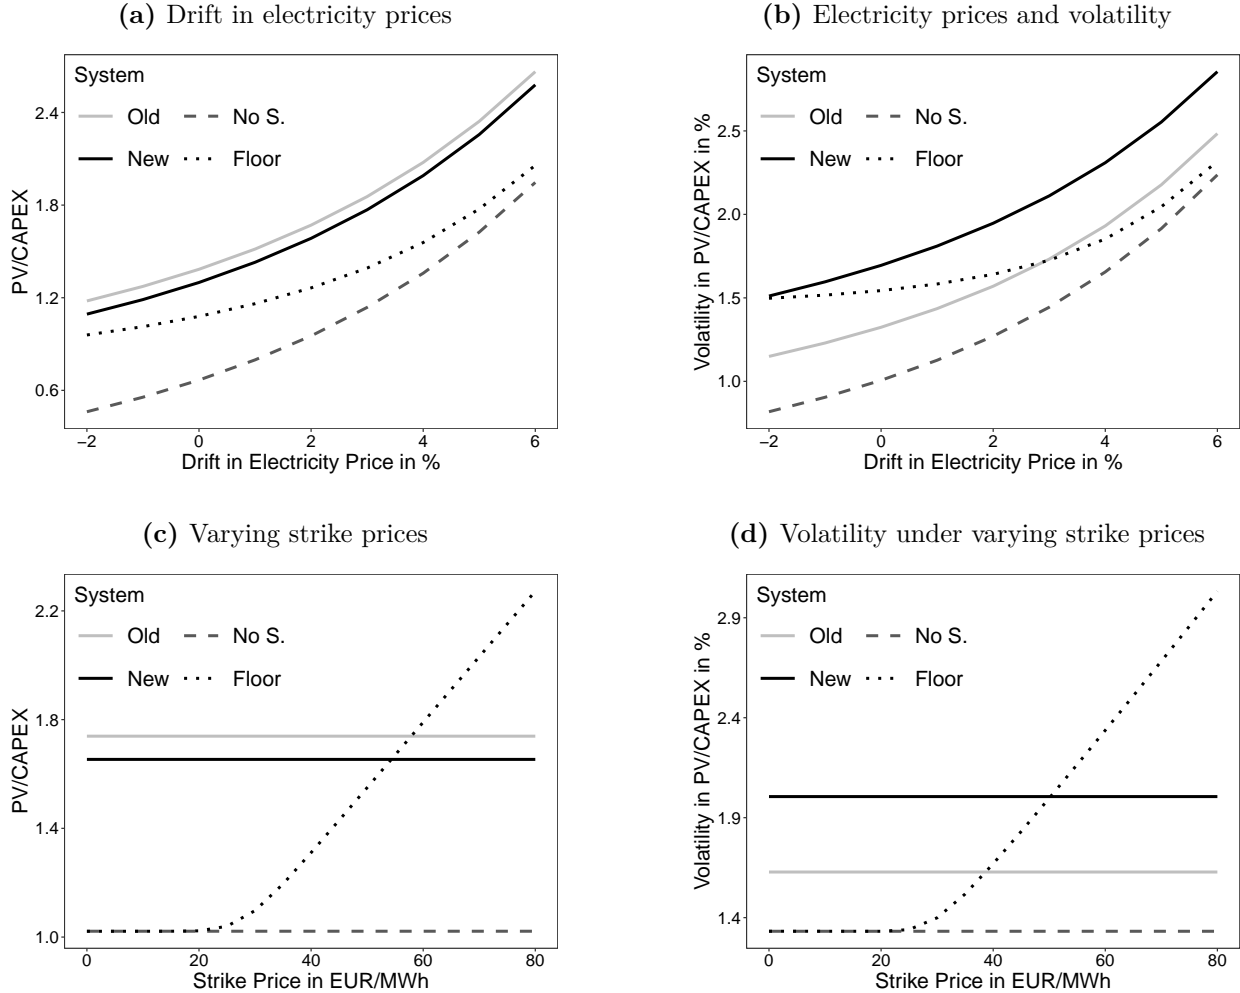 (a) Drift in electricity prices
System
Old
No S.
New
Floor
2.4
1.8
1.2
0.6
PV/CAPEX
−2
0
2
4
6
Drift in Electricity Price in %
(b) Electricity prices and volatility
System
Old
No S.
New
Floor
2.5
2.0
1.5
1.0
Volatility in PV/CAPEX in %
−2
0
2
4
6
Drift in Electricity Price in %
(c) Varying strike prices
System
Old
No S.
New
Floor
2.2
1.8
1.4
1.0
PV/CAPEX
0
20
40
60
80
Strike Price in EUR/MWh
(d) Volatility under varying strike prices
System
Old
No S.
New
Floor
2.9
2.4
1.9
1.4
Volatility in PV/CAPEX in %
0
20
40
60
80
Strike Price in EUR/MWh